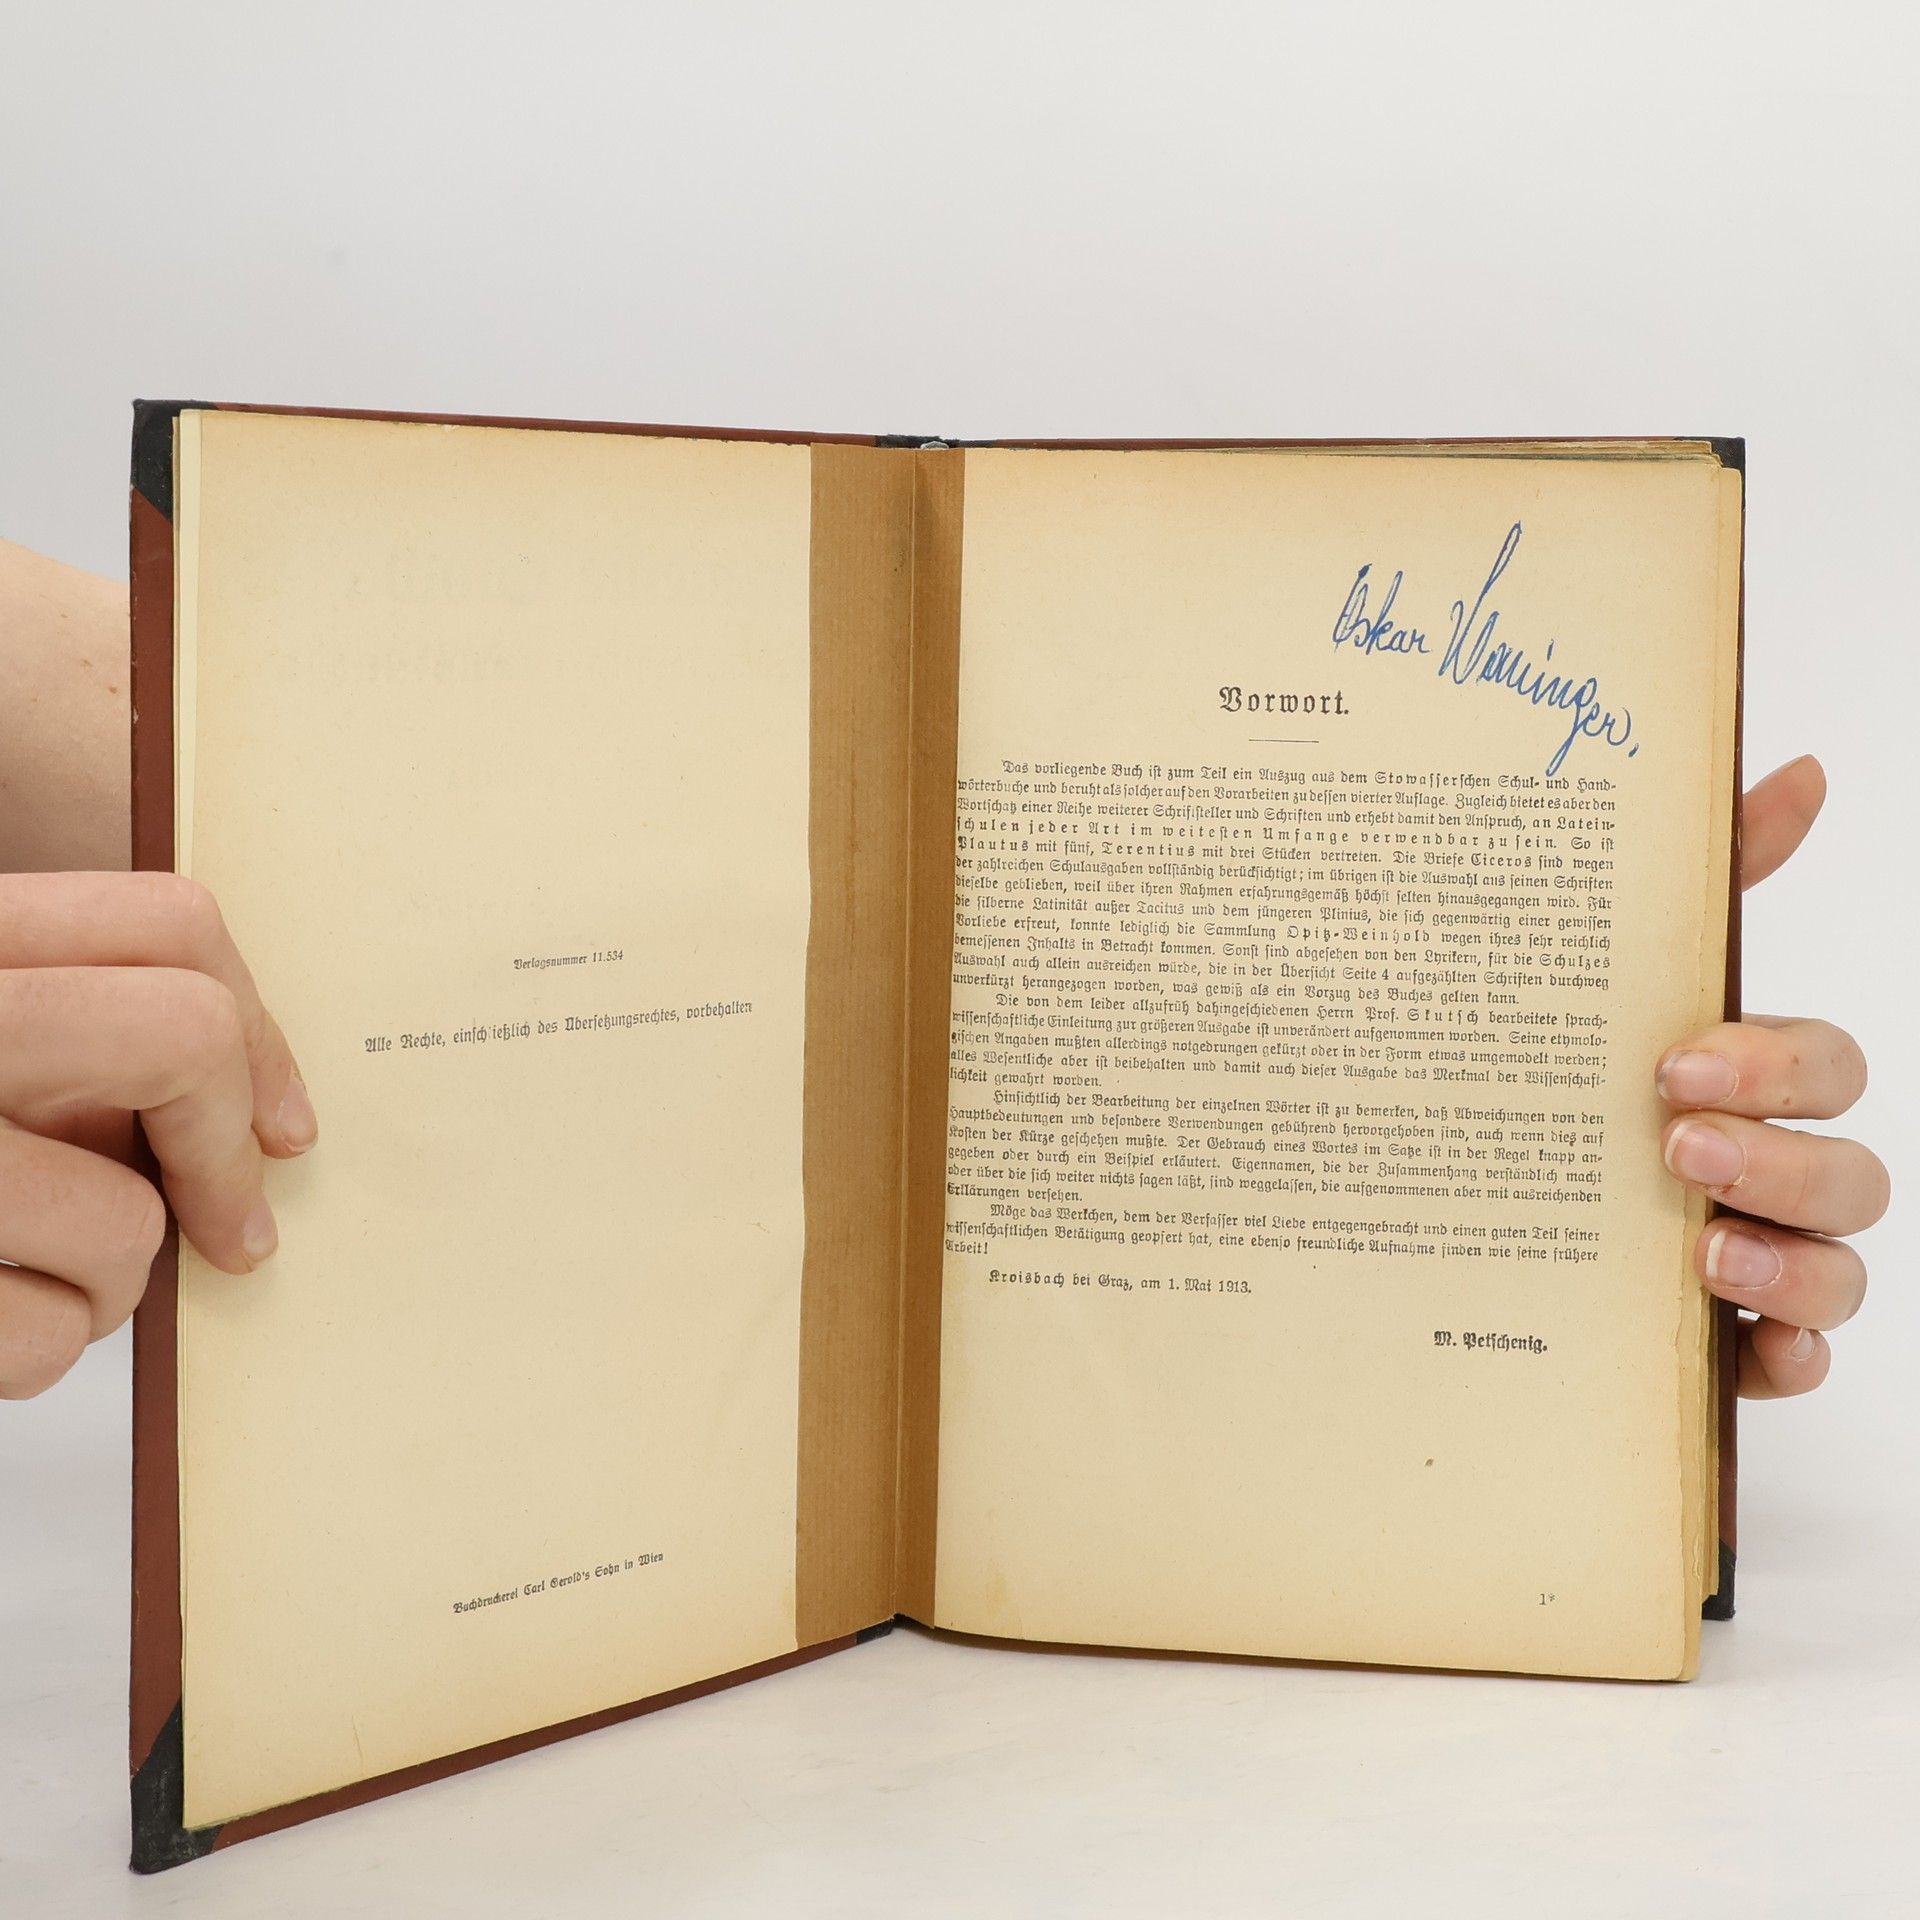 Verlagsnummer 11.534
Alle Rechte, einschließlich des Übersetzungsrechtes, vorbehalten
Buchdruckerei Carl Gerold's Sohn in Wien
Oskar
Vorwort.
Das vorliegende Buch ist zum Teil ein Auszug aus dem Stowasserschen Schul- und Hand-
wörterbuche und beruht als solcher auf den Vorarbeiten zu dessen vierter Auflage. Zugleich bietet es aber den
Wortschatz einer Reihe weiterer Schriftsteller und Schriften und erhebt damit den Anspruch, an Latein-
schulen jeder Art im weitesten Umfange verwendbar zu sein. So ist
Plautus mit fünf, Terentius mit drei Stücken vertreten. Die Briefe Ciceros sind wegen
der zahlreichen Schulausgaben vollständig berücksichtigt; im übrigen ist die Auswahl aus seinen Schriften
dieselbe geblieben, weil über ihren Rahmen erfahrungsgemäß höchst selten hinausgegangen wird. Für
die silberne Latinität außer Tacitus und dem jüngeren Plinius, die sich gegenwärtig einer gewissen
Vorliebe erfreut, konnte lediglich die Sammlung Opitz-Weinhold wegen ihres sehr reichlich
bemessenen Inhalts in Betracht kommen. Sonst sind abgesehen von den Lyrikern, für die Schulzes
Auswahl auch allein ausreichen würde, die in der Übersicht Seite 4 aufgezählten Schriften durchweg
unverkürzt herangezogen worden, was gewiß als ein Vorzug des Buches gelten kann.
Die von dem leider allzufrüh dahingeschiedenen Herrn Prof. Skutsch bearbeitete sprach-
wissenschaftliche Einleitung zur größeren Ausgabe ist unverändert aufgenommen worden. Seine etymolo-
gischen Angaben mußten allerdings notgedrungen gekürzt oder in der Form etwas umgemodelt werden;
alles Wesentliche aber ist beibehalten und damit auch dieser Ausgabe das Merkmal der Wissenschaft-
lichkeit gewahrt worden.
Hinsichtlich der Bearbeitung der einzelnen Wörter ist zu bemerken, daß Abweichungen von den
Hauptbedeutungen und besondere Verwendungen gebührend hervorgehoben sind, auch wenn dies auf
Kosten der Kürze geschehen mußte. Der Gebrauch eines Wortes im Satze ist in der Regel knapp an-
gegeben oder durch ein Beispiel erläutert. Eigennamen, die der Zusammenhang verständlich macht
oder über die sich weiter nichts sagen läßt, sind weggelassen, die aufgenommenen aber mit ausreichenden
Erklärungen versehen.
Möge das Werkchen, dem der Verfasser viel Liebe entgegengebracht und einen guten Teil seiner
wissenschaftlichen Betätigung geopfert hat, eine ebenso freundliche Aufnahme finden wie seine frühere
Arbeit!
Kroisbach bei Graz, am 1. Mai 1913.
M. Petschenig.
1*